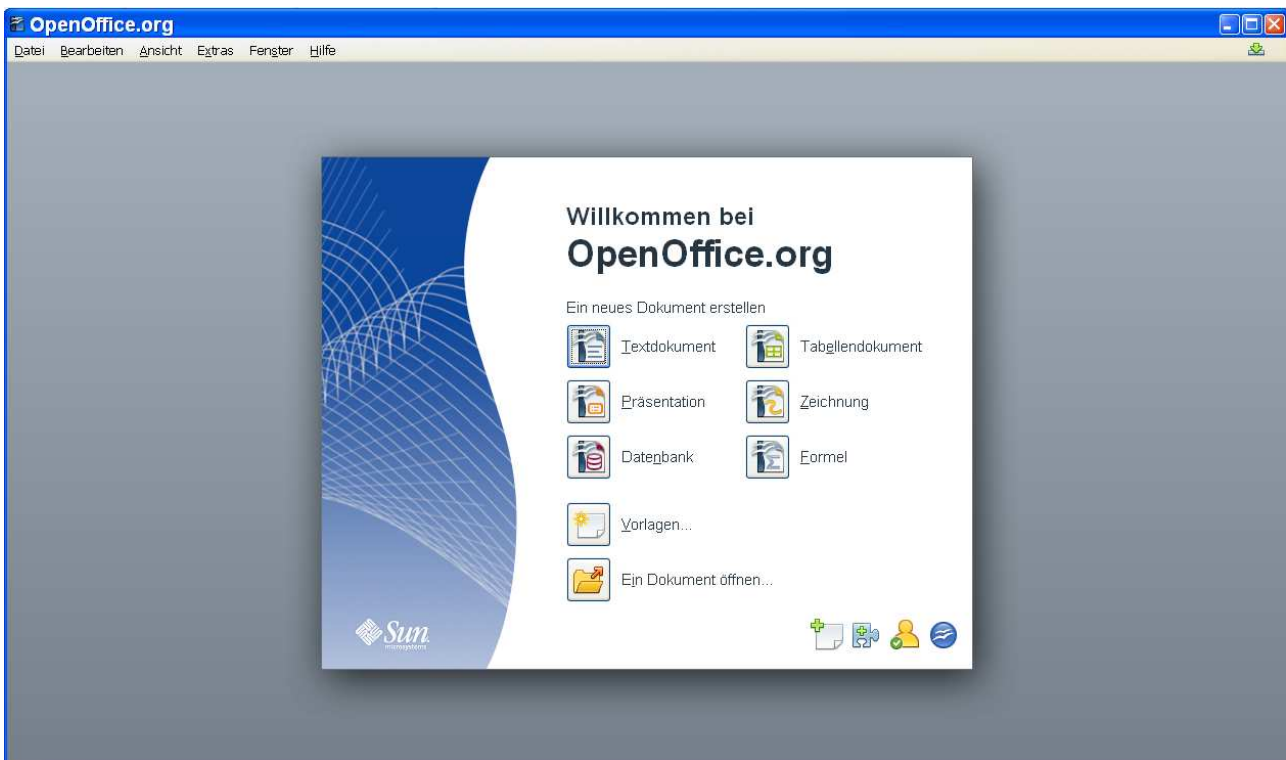 OpenOffice.org
Datei Bearbeiten Ansicht Extras Fenster Hilfe
Willkommen bei
OpenOffice.org
Ein neues Dokument erstellen
Textdokument Tabellendokument
Präsentation Zeichnung
Datenbank Formel
Vorlagen...
Ein Dokument öffnen...
Sun
microsystems